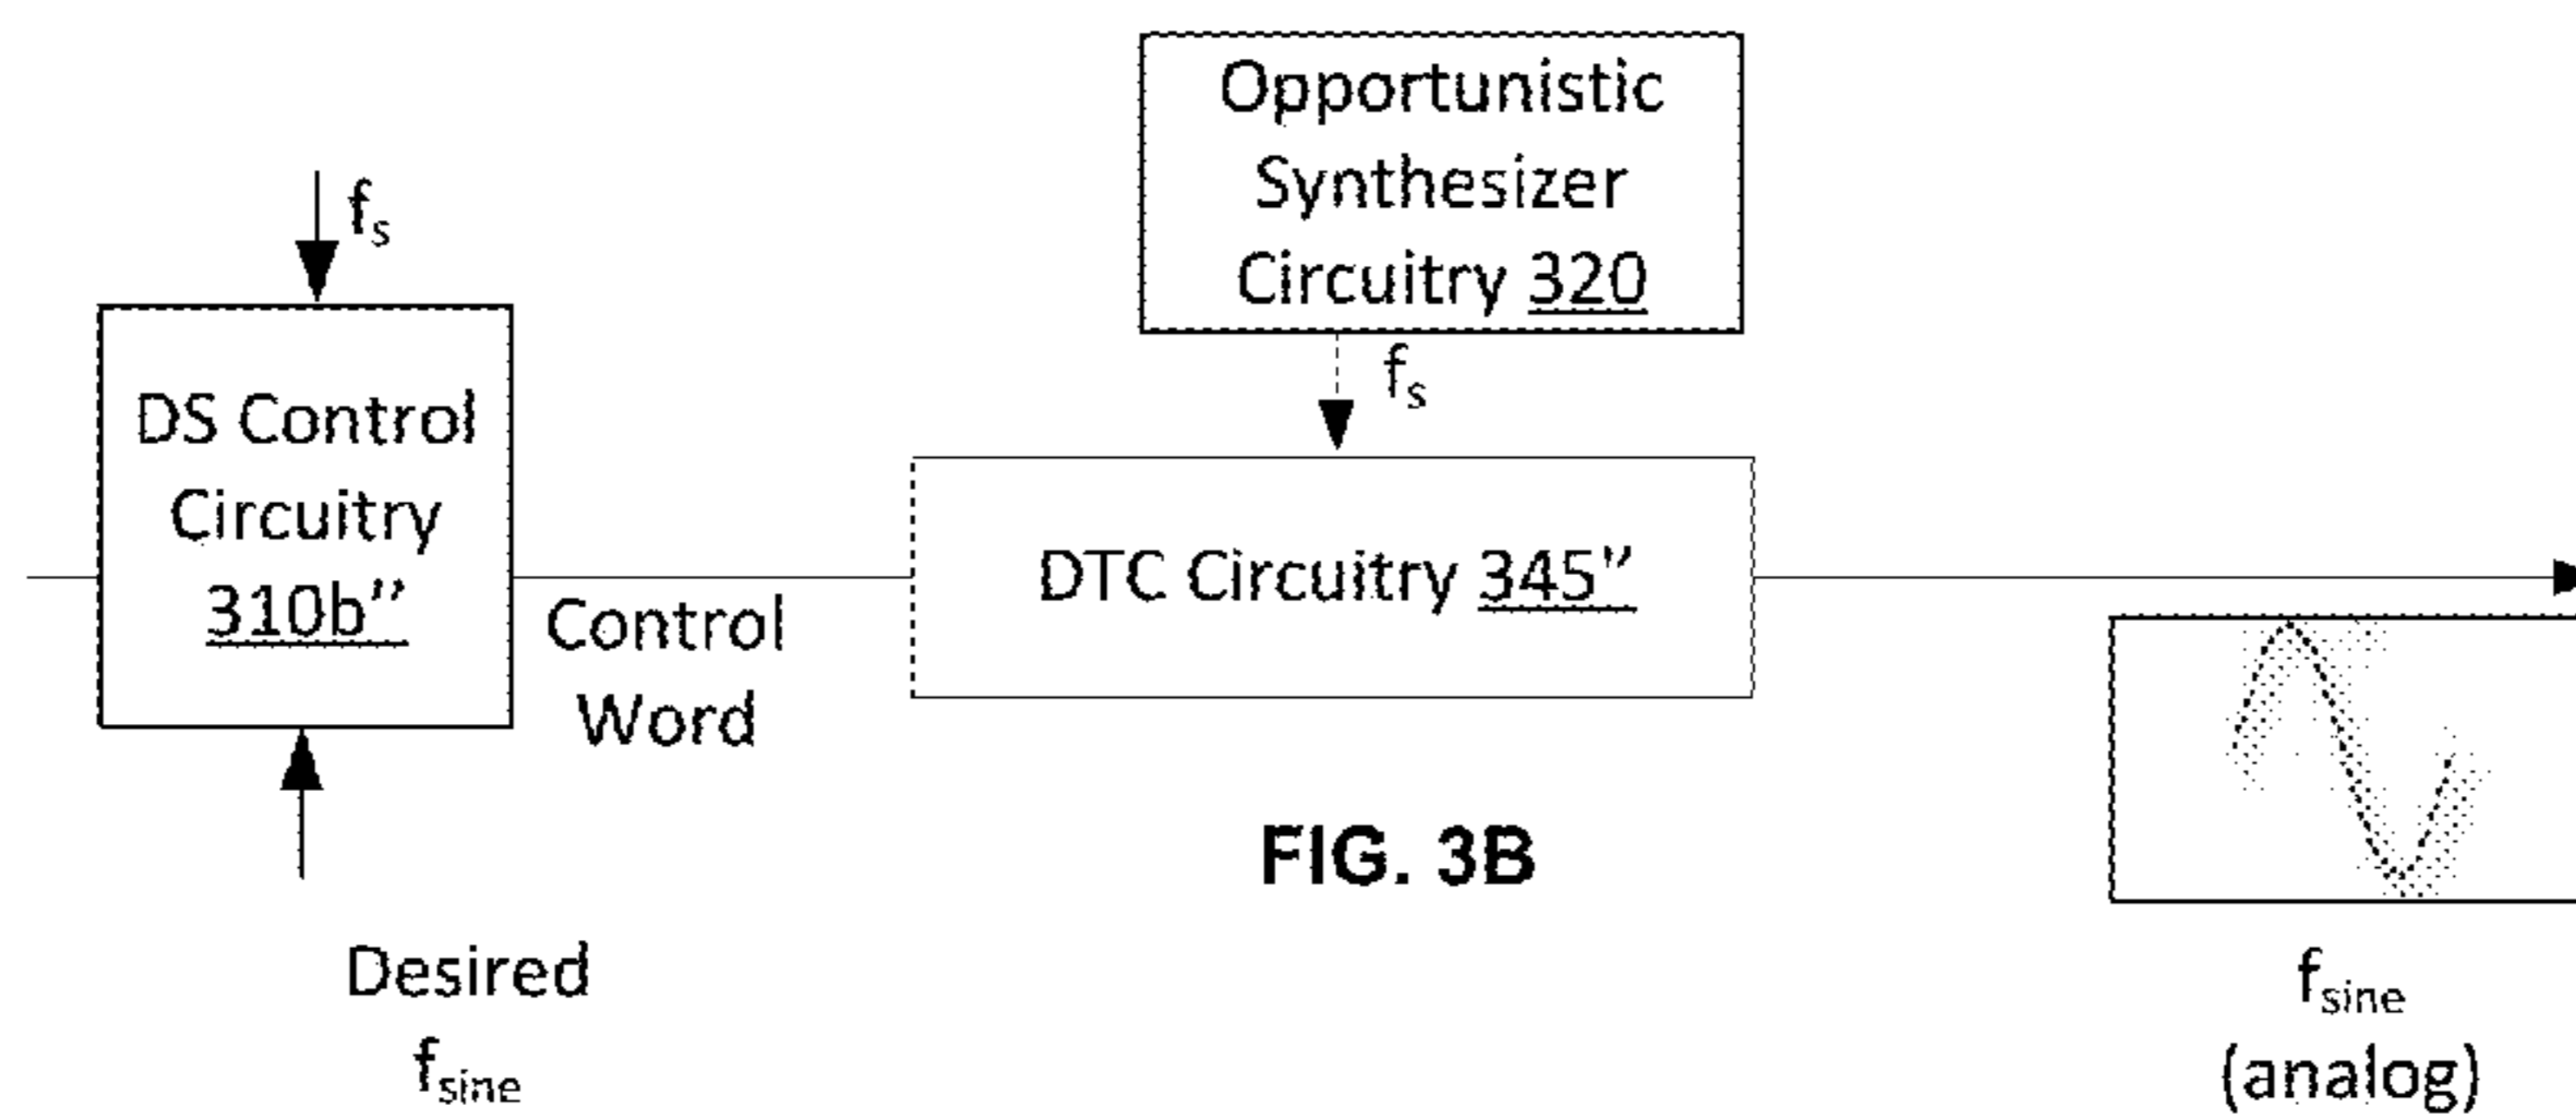 Opportunistic
Synthesizer
Circuitry 320
fs
fs
DS Control
Circuitry
310b’’
Control
Word
DTC Circuitry 345’’
FIG. 3B
Desired
fsine
fsine
(analog)